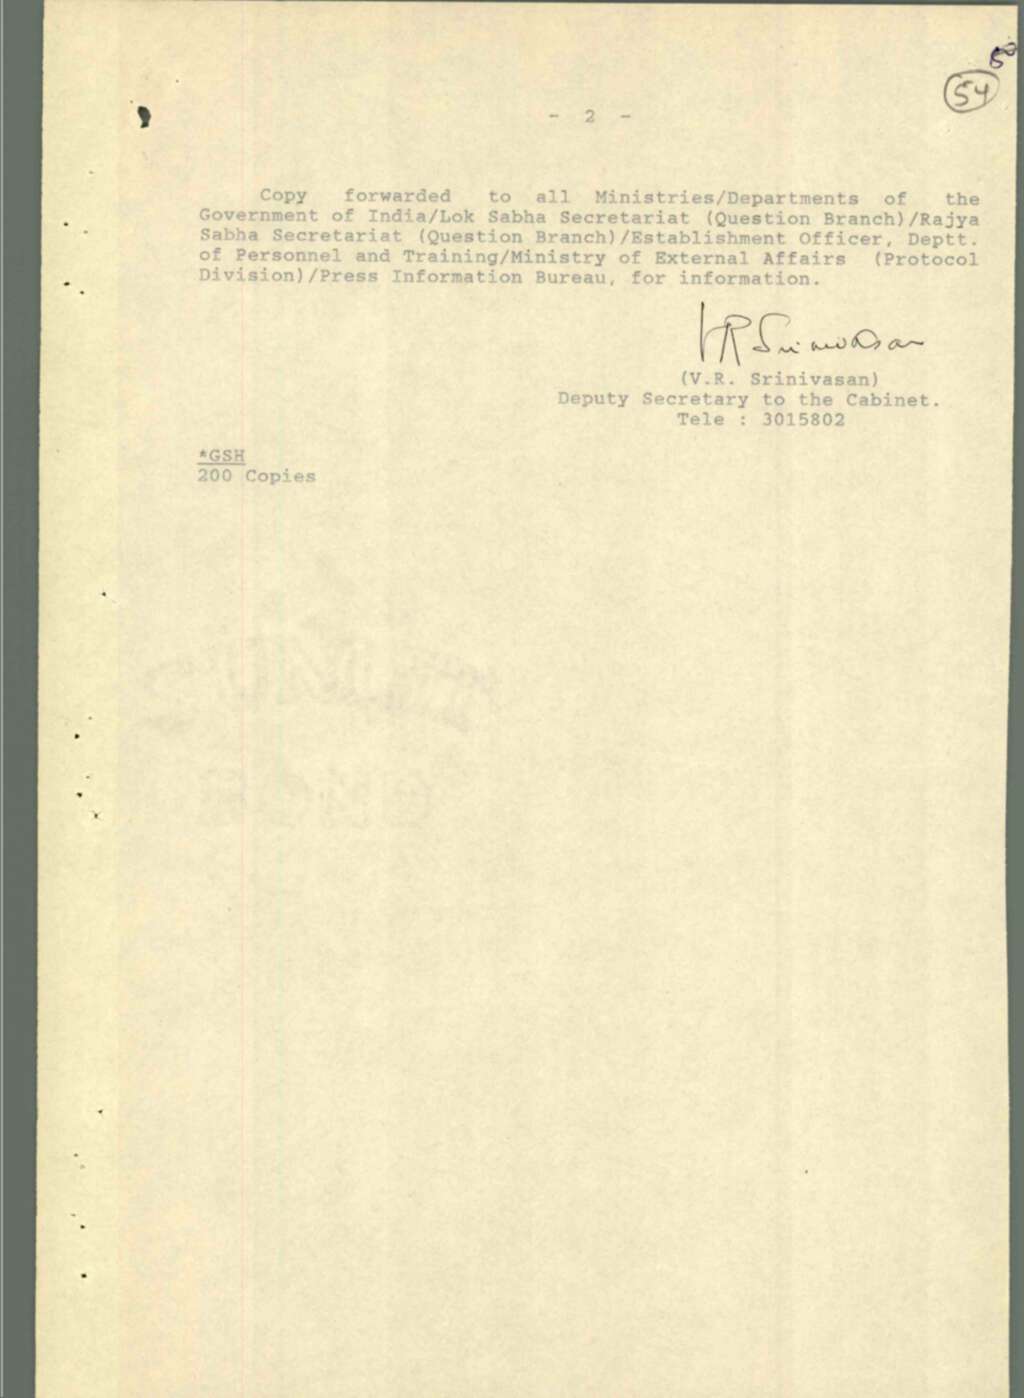 50
54
- 2 -
Copy forwarded to all Ministries/Departments of the
Government of India/Lok Sabha Secretariat (Question Branch)/Rajya
Sabha Secretariat (Question Branch)/Establishment Officer, Deptt.
of Personnel and Training/Ministry of External Affairs (Protocol
Division)/Press Information Bureau, for information.
VR Srinivasan
(V.R. Srinivasan)
Deputy Secretary to the Cabinet.
Tele : 3015802
*GSH
200 Copies